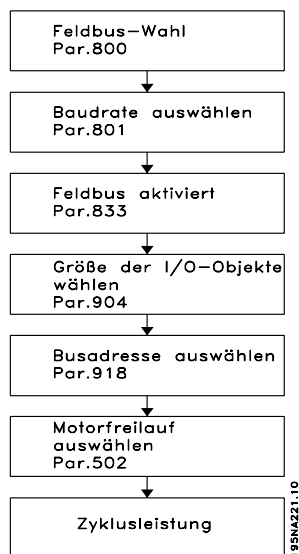 Feldbus-Wahl
Par.800
Baudrate auswählen
Par.801
Feldbus aktiviert
Par.833
Größe der I/O-Objekte
wählen
Par.904
Busadresse auswählen
Par.918
Motorfreilauf
auswählen
Par.502
Zyklusleistung
95NA221.10